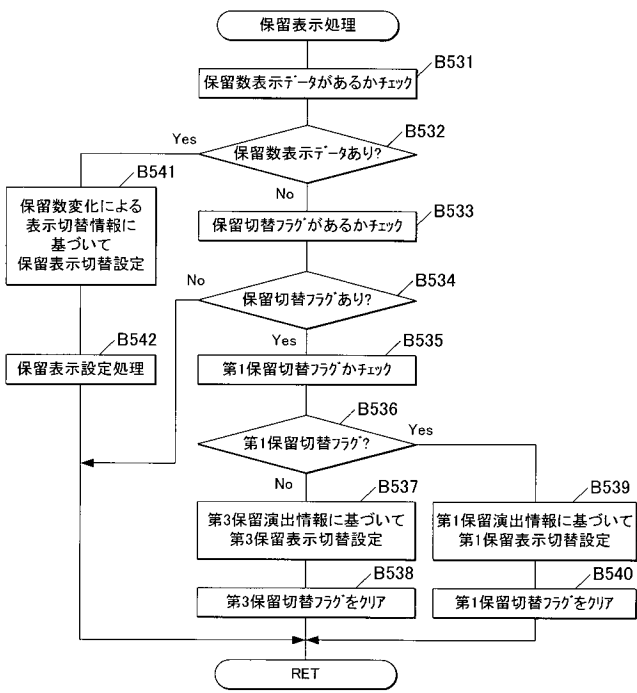 保留表示処理
B531
保留数表示データがあるかチェック
B532
保留数表示データあり?
Yes
No
B541
保留数変化による
表示切替情報に
基づいて
保留表示切替設定
B533
保留切替フラグがあるかチェック
B534
保留切替フラグあり?
No
Yes
B542
保留表示設定処理
B535
第1保留切替フラグかチェック
B536
第1保留切替フラグ?
Yes
No
B537
第3保留演出情報に基づいて
第3保留表示切替設定
B539
第1保留演出情報に基づいて
第1保留表示切替設定
B538
第3保留切替フラグをクリア
B540
第1保留切替フラグをクリア
RET